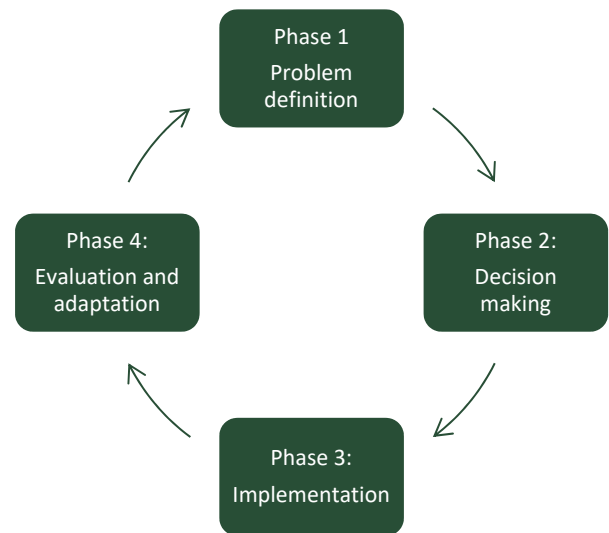 Phase 1
Problem
definition
Phase 2:
Decision
making
Phase 3:
Implementation
Phase 4:
Evaluation and
adaptation